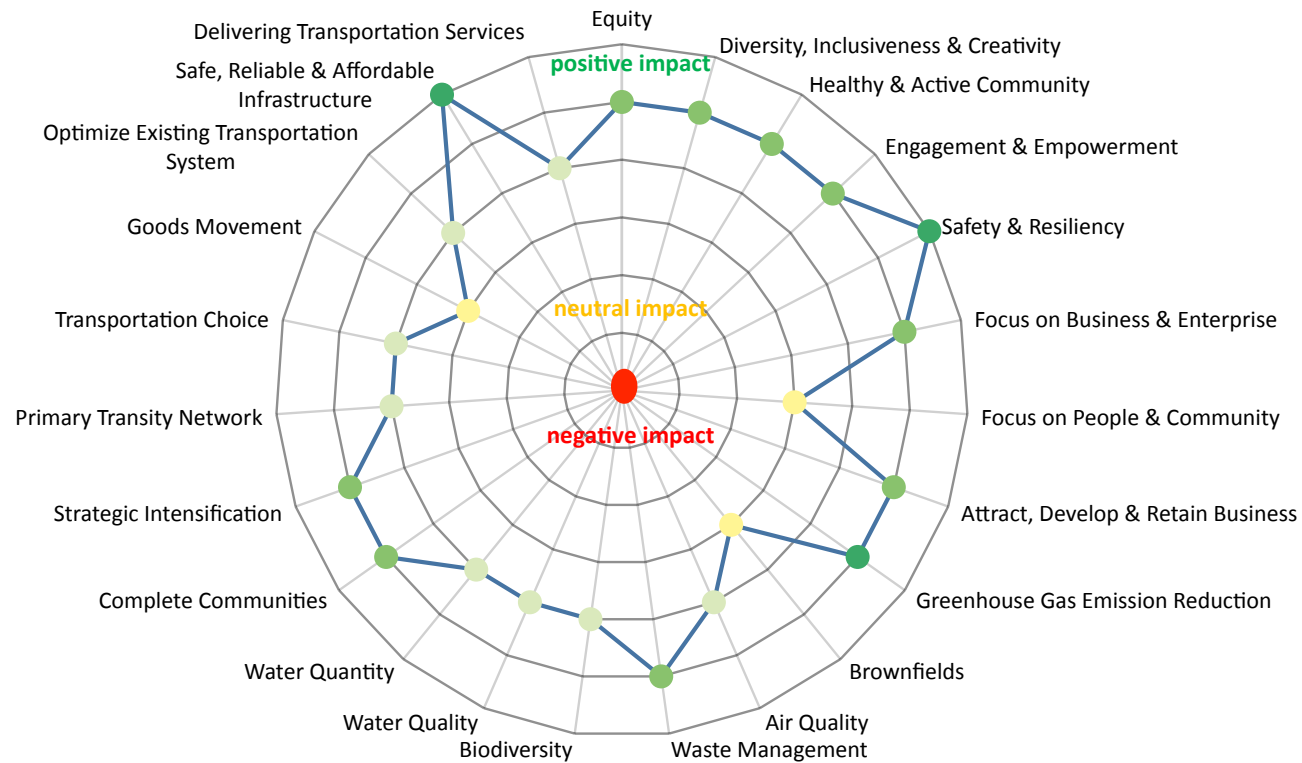 Equity
Delivering Transportation Services
Diversity, Inclusiveness & Creativity
positive impact
Safe, Reliable & Affordable
Infrastructure
Healthy & Active Community
Optimize Existing Transportation
System
Engagement & Empowerment
Goods Movement
Safety & Resiliency
neutral impact
Transportation Choice
Focus on Business & Enterprise
Primary Transity Network
Focus on People & Community
negative impact
Strategic Intensification
Attract, Develop & Retain Business
Complete Communities
Greenhouse Gas Emission Reduction
Water Quantity
Brownfields
Water Quality
Air Quality
Biodiversity
Waste Management